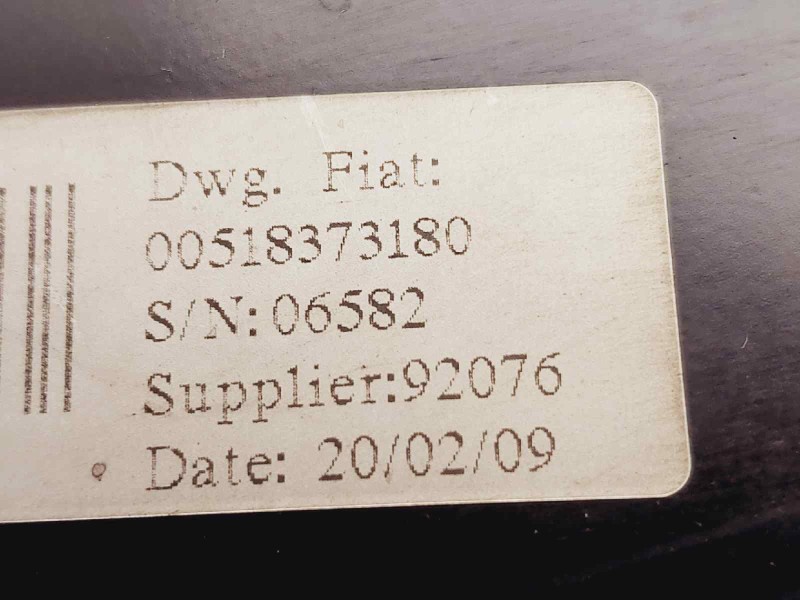 Dwg. Fiat:
00518373180
S/N:06582
Supplier:92076
Date: 20/02/09